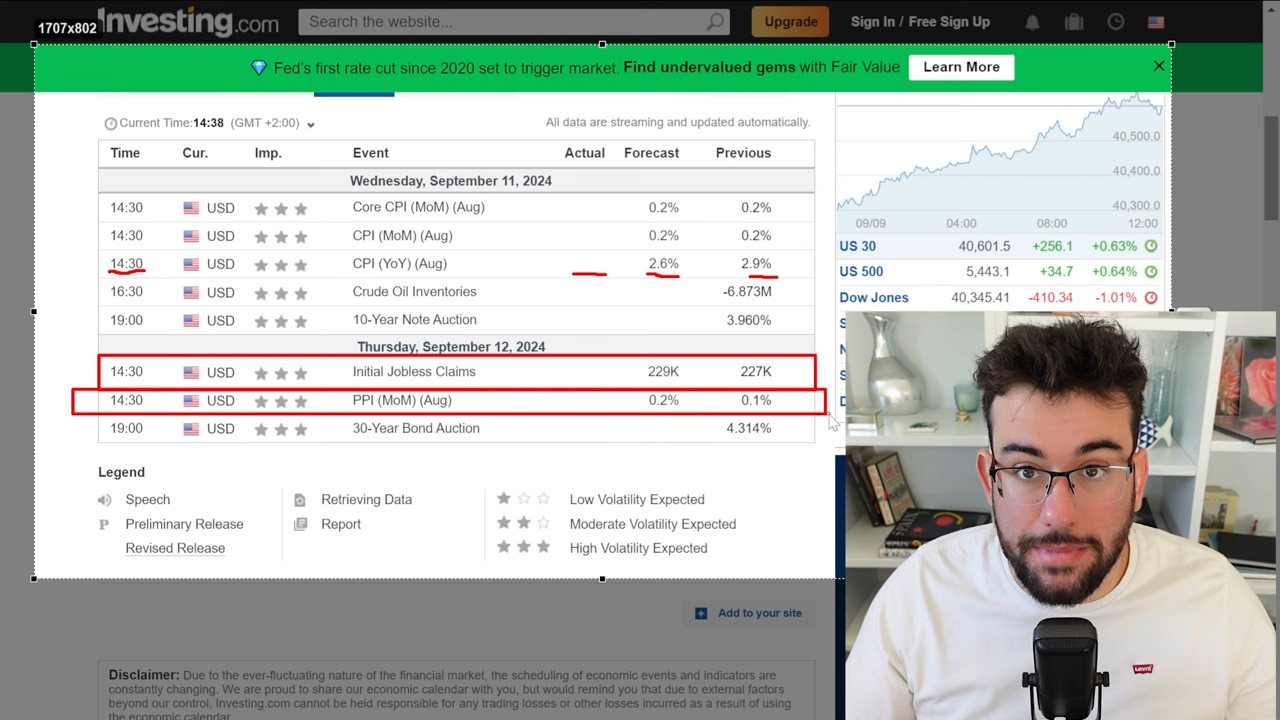 1707x802
Investing.com
Search the website...
Upgrade
Sign In / Free Sign Up
Fed's first rate cut since 2020 set to trigger market. Find undervalued gems with Fair Value
Learn More
Current Time:14:38 (GMT +2:00)
All data are streaming and updated automatically.
Time Cur. Imp. Event Actual Forecast Previous
Wednesday, September 11, 2024
14:30 USD Core CPI (MoM) (Aug) 0.2% 0.2%
14:30 USD CPI (MoM) (Aug) 0.2% 0.2%
14:30 USD CPI (YoY) (Aug) 2.6% 2.9%
16:30 USD Crude Oil Inventories -6.873M
19:00 USD 10-Year Note Auction 3.960%
Thursday, September 12, 2024
14:30 USD Initial Jobless Claims 229K 227K
14:30 USD PPI (MoM) (Aug) 0.2% 0.1%
19:00 USD 30-Year Bond Auction 4.314%
Legend
Speech Retrieving Data Low Volatility Expected
P Preliminary Release Report Moderate Volatility Expected
Revised Release High Volatility Expected
40,500.0
40,400.0
40,300.0
09/09 04:00 08:00 12:00
US 30 40,601.5 +256.1 +0.63%
US 500 5,443.1 +34.7 +0.64%
Dow Jones 40,345.41 -410.34 -1.01%
Add to your site
Disclaimer: Due to the ever-fluctuating nature of the financial market, the scheduling of economic events and indicators are
constantly changing. We are proud to share our economic calendar with you, but would remind you that due to external factors
beyond our control, Investing.com cannot be held responsible for any trading losses or other losses incurred as a result of using
the economic calendar.
LEVI'S